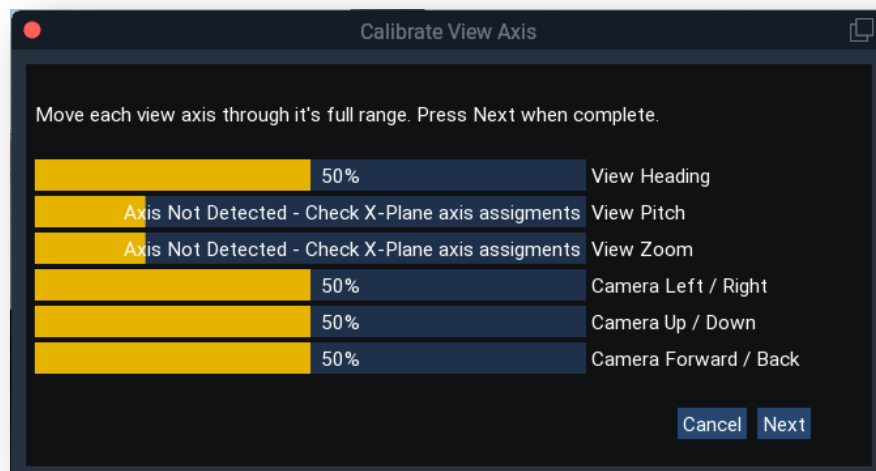 Calibrate View Axis
Move each view axis through it's full range. Press Next when complete.
50% View Heading
Axis Not Detected - Check X-Plane axis assigments View Pitch
Axis Not Detected - Check X-Plane axis assigments View Zoom
50% Camera Left / Right
50% Camera Up / Down
50% Camera Forward / Back
Cancel Next